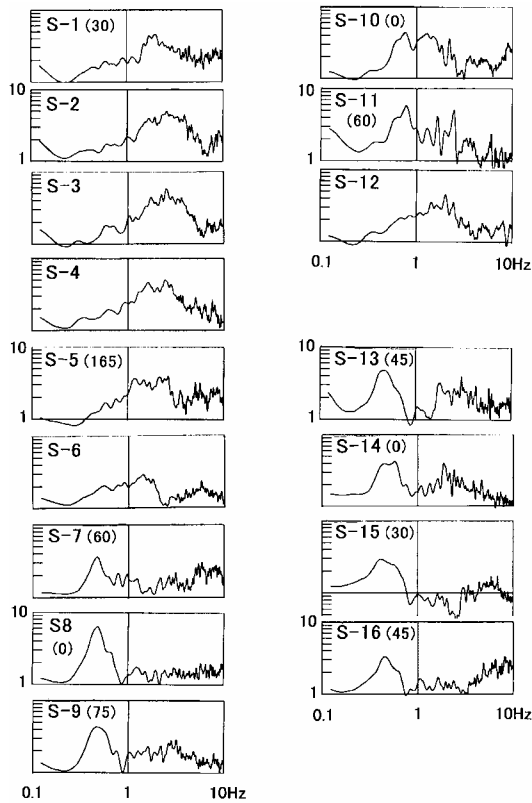 S-1 (30)
10
S-2
1
S-3
S-4
10
S-5 (165)
1
S-6
S-7 (60)
10
S8
(0)
1
S-9 (75)
0.1 1 10Hz
S-10 (0)
10
S-11
(60)
1
S-12
0.1 1 10Hz
10
S-13 (45)
1
S-14 (0)
S-15 (30)
10
S-16 (45)
1
0.1 1 10Hz